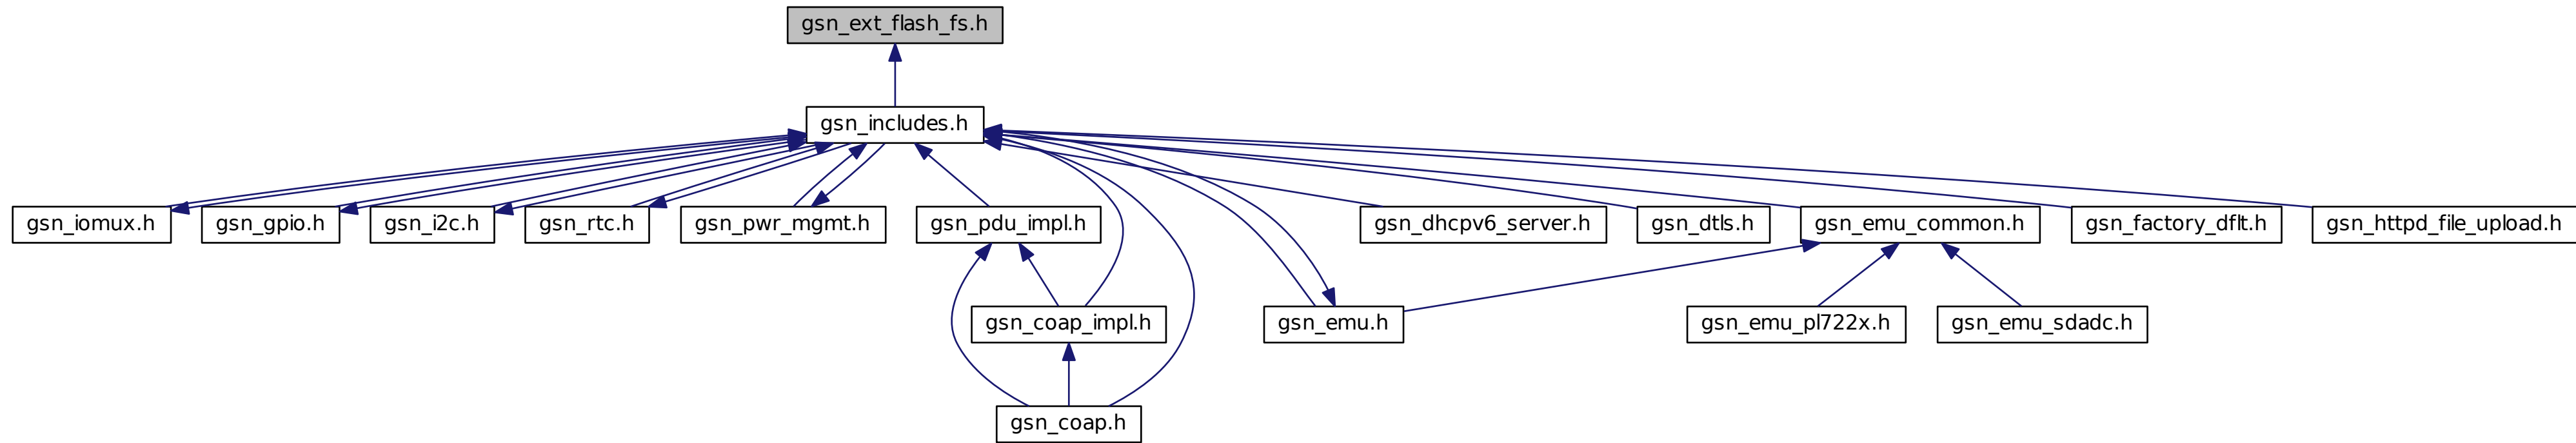 gsn_ext_flash_fs.h
gsn_includes.h
gsn_iomux.h
gsn_gpio.h
gsn_i2c.h
gsn_rtc.h
gsn_pwr_mgmt.h
gsn_pdu_impl.h
gsn_dhcpv6_server.h
gsn_dtls.h
gsn_emu_common.h
gsn_factory_dflt.h
gsn_httpd_file_upload.h
gsn_coap_impl.h
gsn_emu.h
gsn_emu_pl722x.h
gsn_emu_sdadc.h
gsn_coap.h